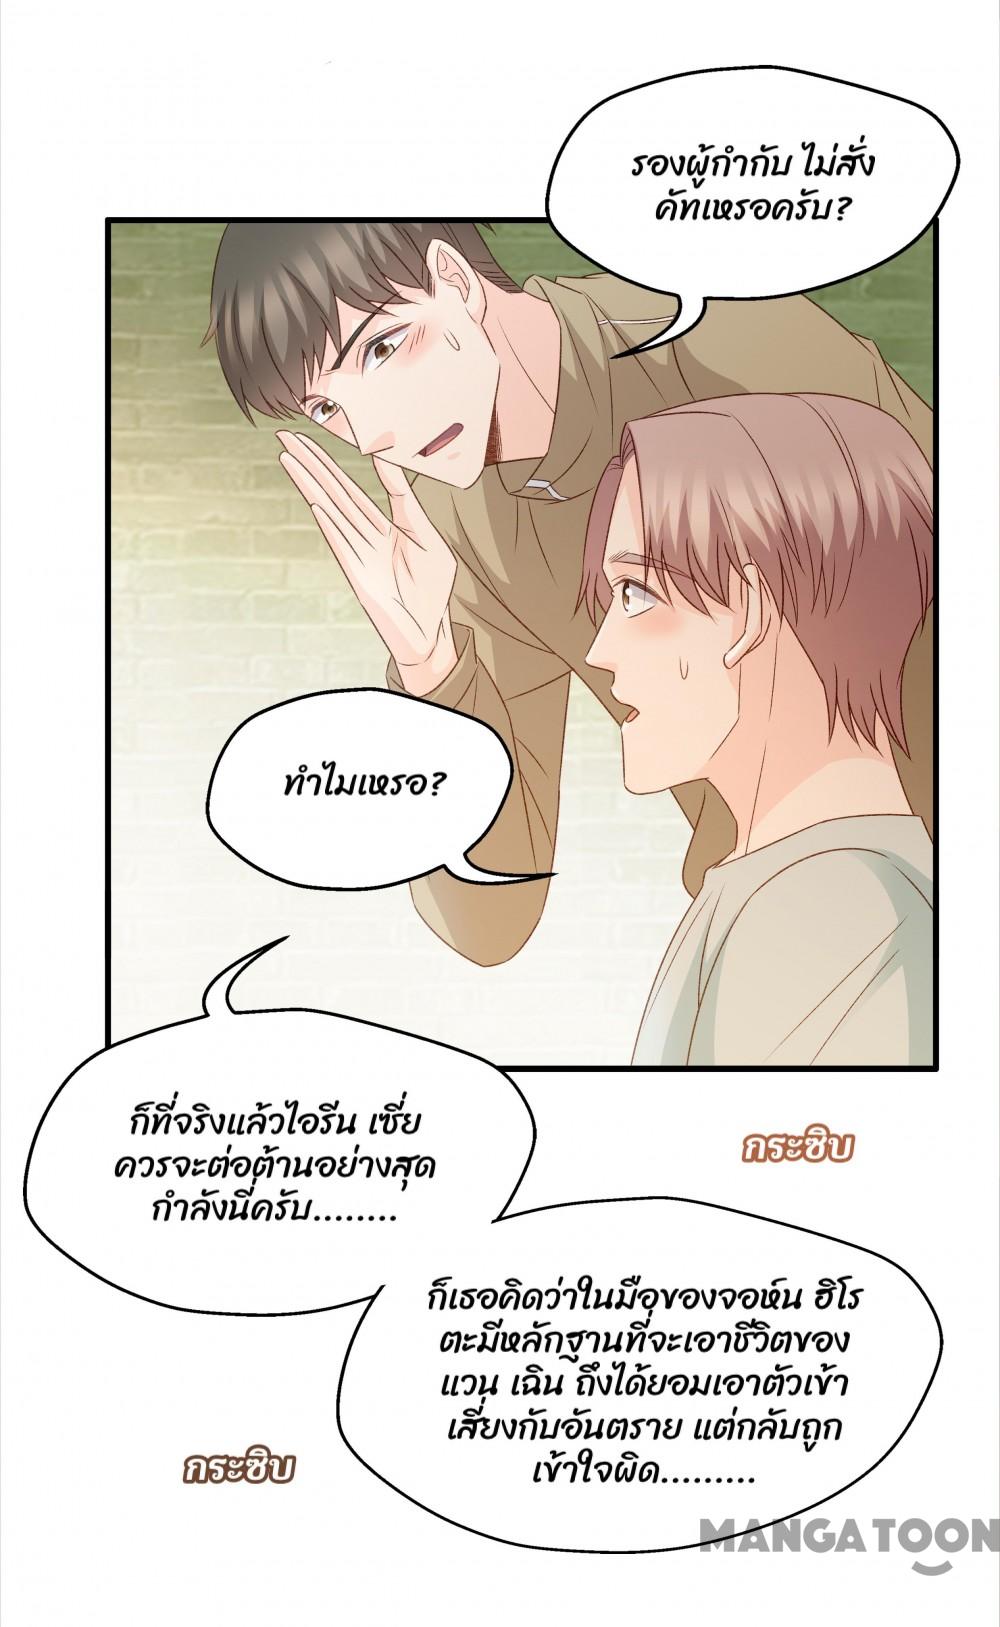 รองผู้กำกับ ไม่สั่ง
คัทเหรอครับ?
ทำไมเหรอ?
ก็ที่จริงแล้วไอรีน เซี่ย
ควรจะต่อต้านอย่างสุด
กำลังนี่ครับ........
กระซิบ
ก็เธอคิดว่าในมือของจอห์น ฮิโร
ตะมีหลักฐานที่จะเอาชีวิตของ
แวน เฉิน ถึงได้ยอมเอาตัวเข้า
เสี่ยงกับอันตราย แต่กลับถูก
เข้าใจผิด.........
กระซิบ
MANGATOON